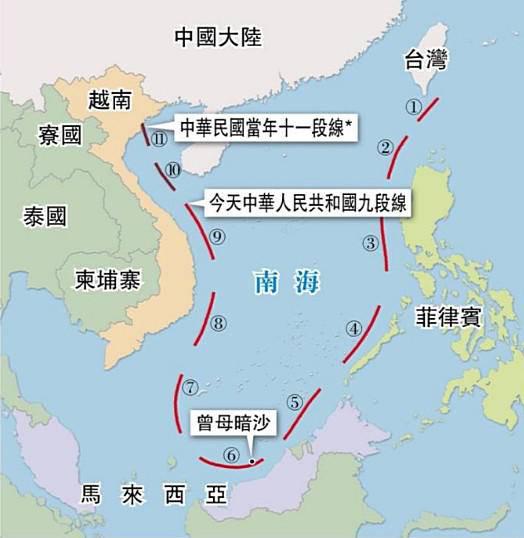 中國大陸
台灣
①
越南
②
中華民國當年十一段線*
⑪
寮國
⑩
今天中華人民共和國九段線
泰國
⑨
③
南海
柬埔寨
菲律賓
⑧
④
⑦
⑤
曾母暗沙
⑥
馬來西亞